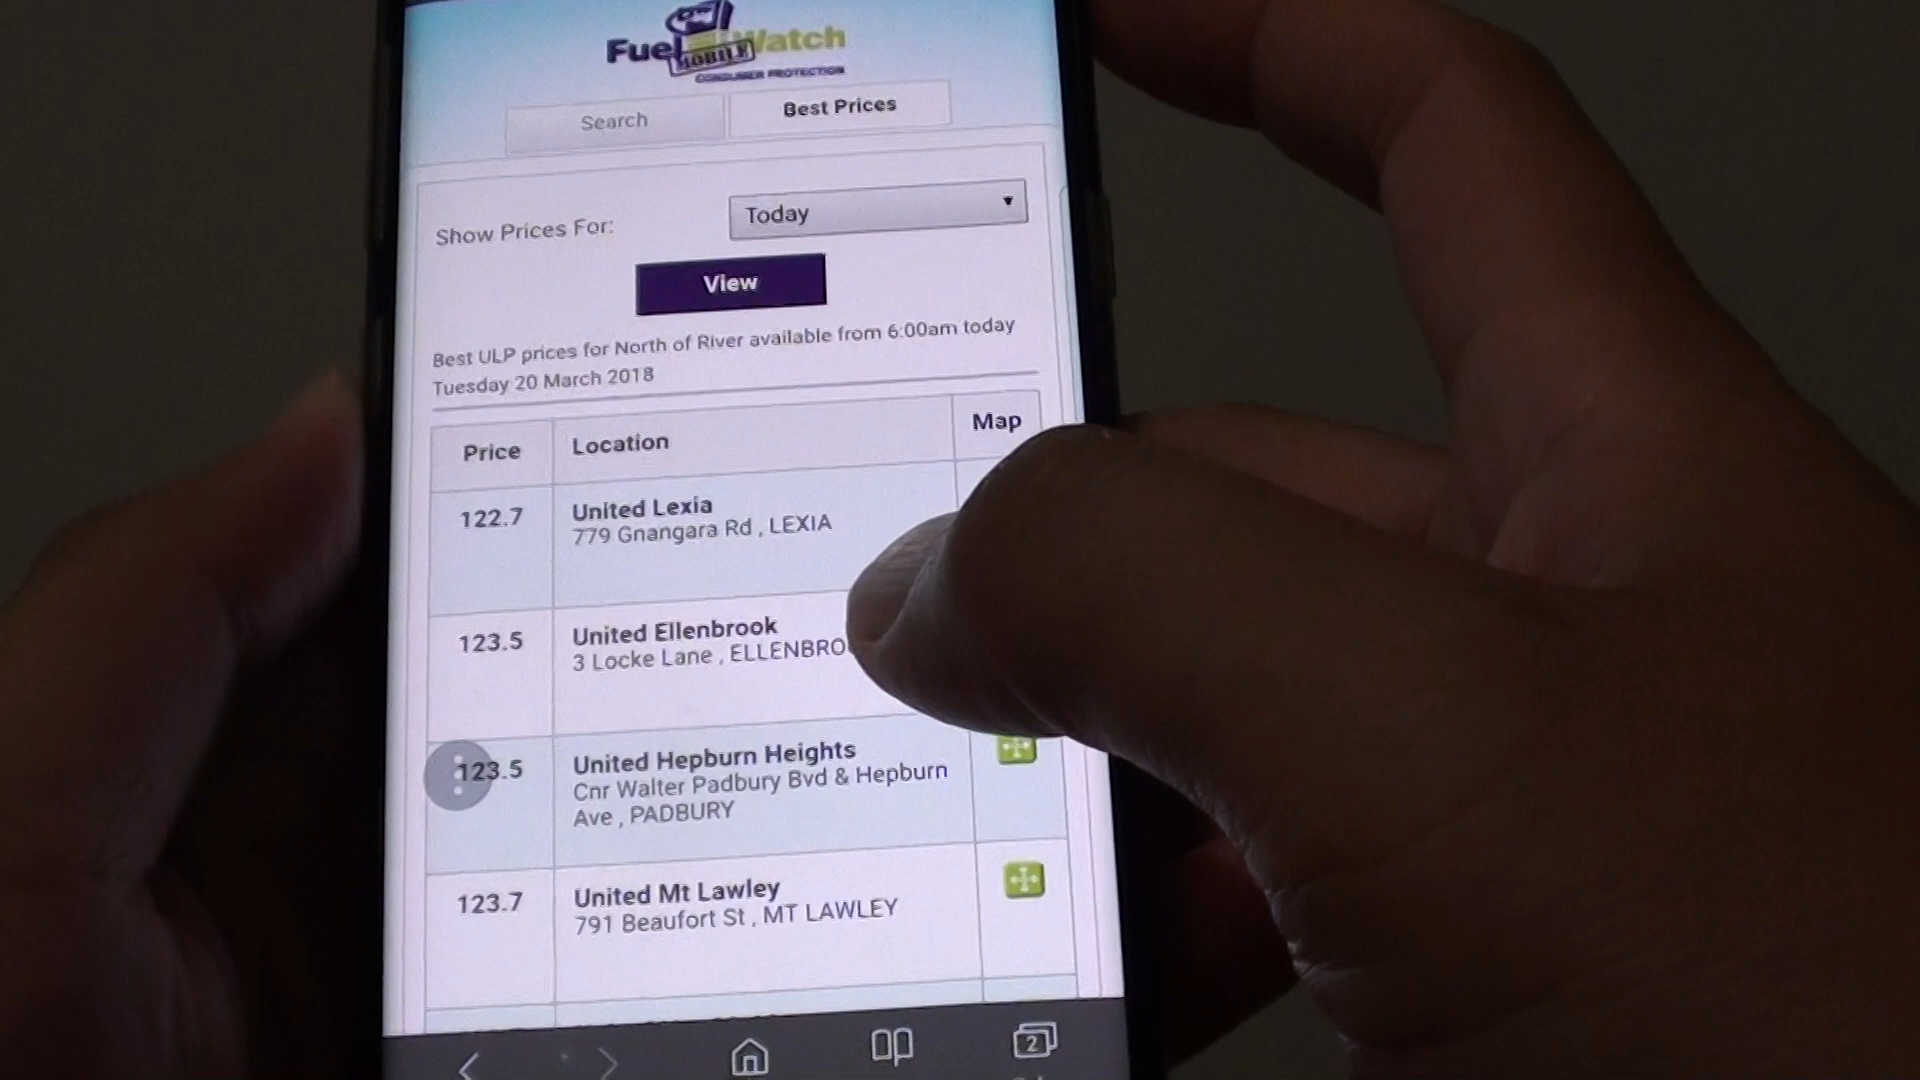 FuelWatch
MOBILE
CONSUMER PROTECTION
Search
Best Prices
Show Prices For:
Today
View
Best ULP prices for North of River available from 6:00am today
Tuesday 20 March 2018
Price Location Map
122.7 United Lexia
779 Gnangara Rd , LEXIA
123.5 United Ellenbrook
3 Locke Lane , ELLENBRO
123.5 United Hepburn Heights
Cnr Walter Padbury Bvd & Hepburn
Ave , PADBURY
123.7 United Mt Lawley
791 Beaufort St , MT LAWLEY
2